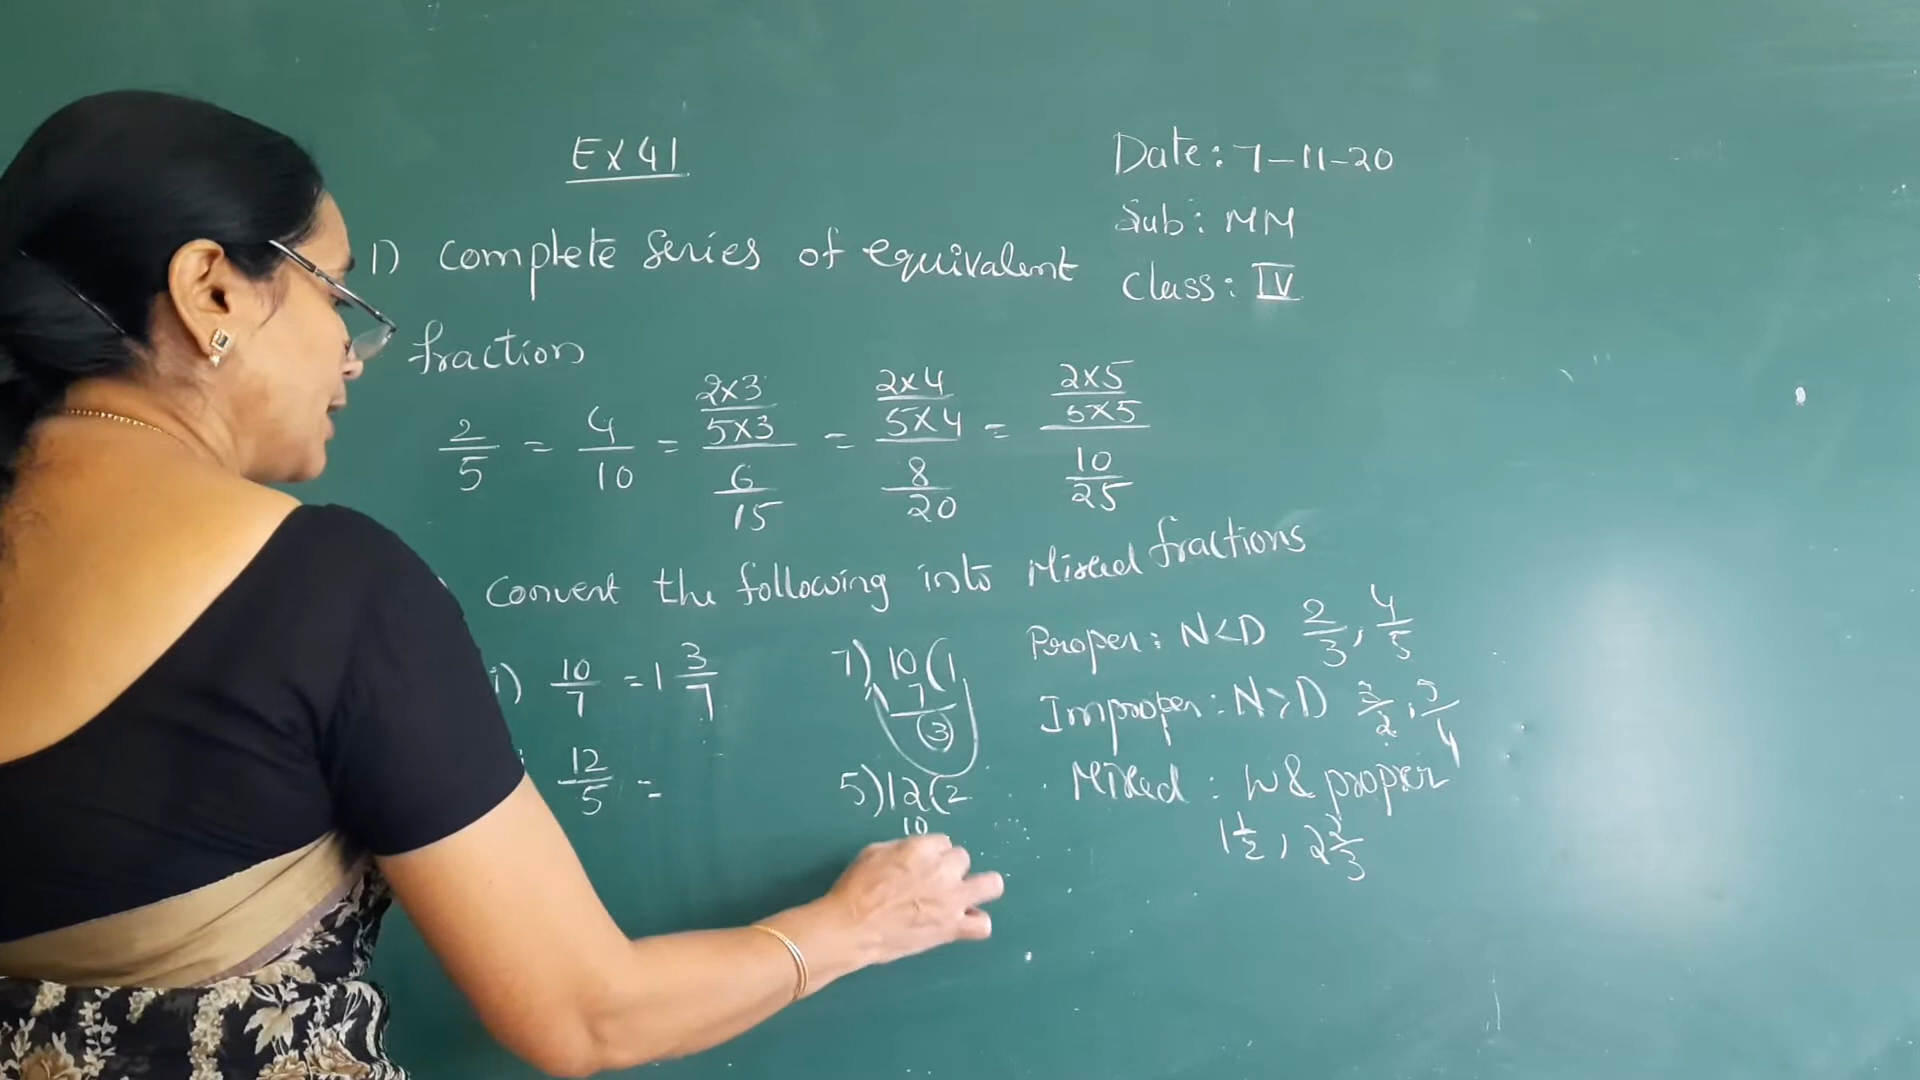 Ex 41
Date: 7-11-20
Sub: MM
Class: IV
1) Complete series of equivalent
fraction
2/5 = 4/10 = 2x3/5x3 = 2x4/5x4 = 2x5/5x5
6/15 8/20 10/25
Convert the following into Mixed fractions
i) 10/7 = 1 3/7
7) 10 (1
7
3
12/5 =
5) 12 (2
10
Proper: N<D 2/3, 4/5
Improper: N>D 3/2, 5/4
Mixed: W & proper
1 1/2, 2 2/3